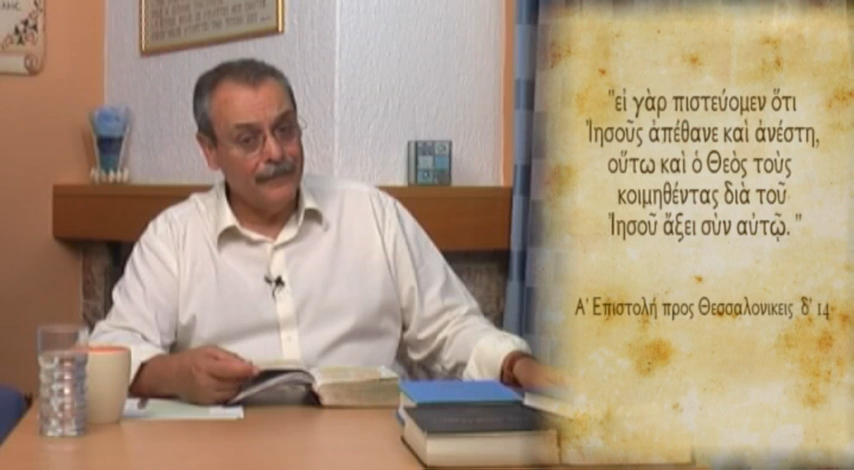 "εἰ γὰρ πιστεύομεν ὅτι
Ἰησοῦς ἀπέθανε καὶ ἀνέστη,
οὕτω καὶ ὁ Θεὸς τοὺς
κοιμηθέντας διὰ τοῦ
Ἰησοῦ ἄξει σὺν αὐτῷ. "
Α' Επιστολή προς Θεσσαλονικεις δ' 14